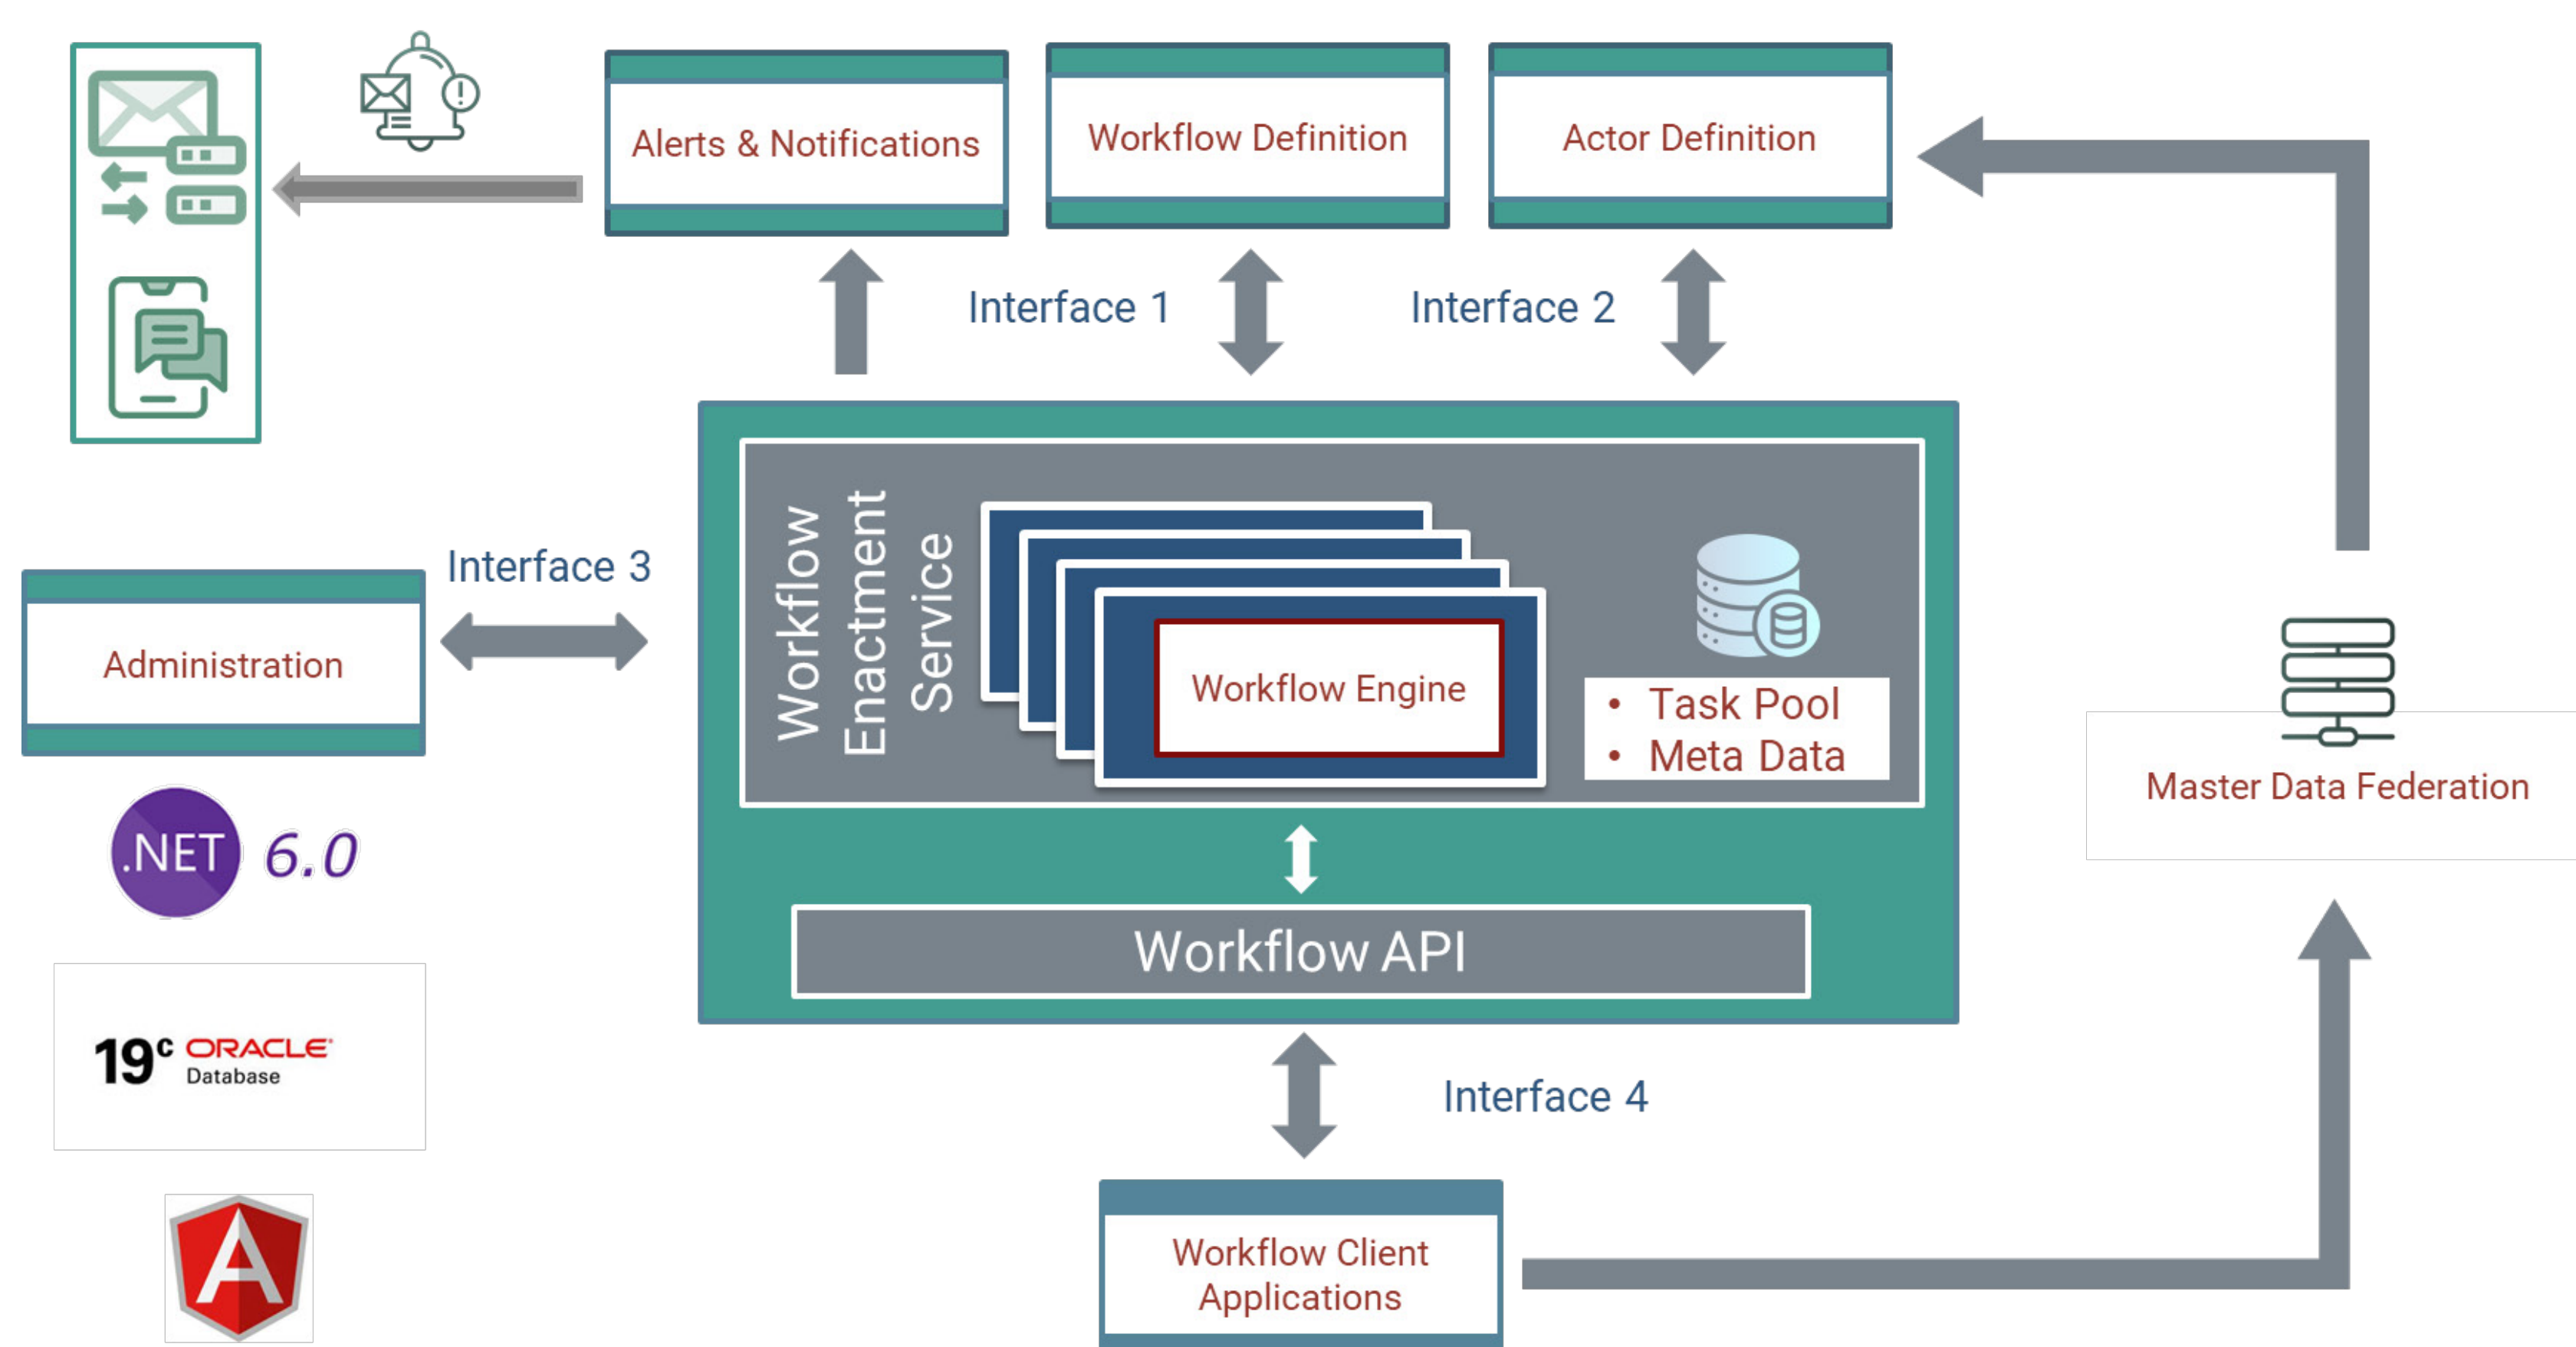 Alerts & Notifications
Workflow Definition
Actor Definition
Interface 1
Interface 2
Interface 3
Administration
Workflow
Enactment
Service
Workflow Engine
• Task Pool
• Meta Data
Master Data Federation
.NET 6.0
Workflow API
19c ORACLE
Database
Interface 4
A
Workflow Client
Applications